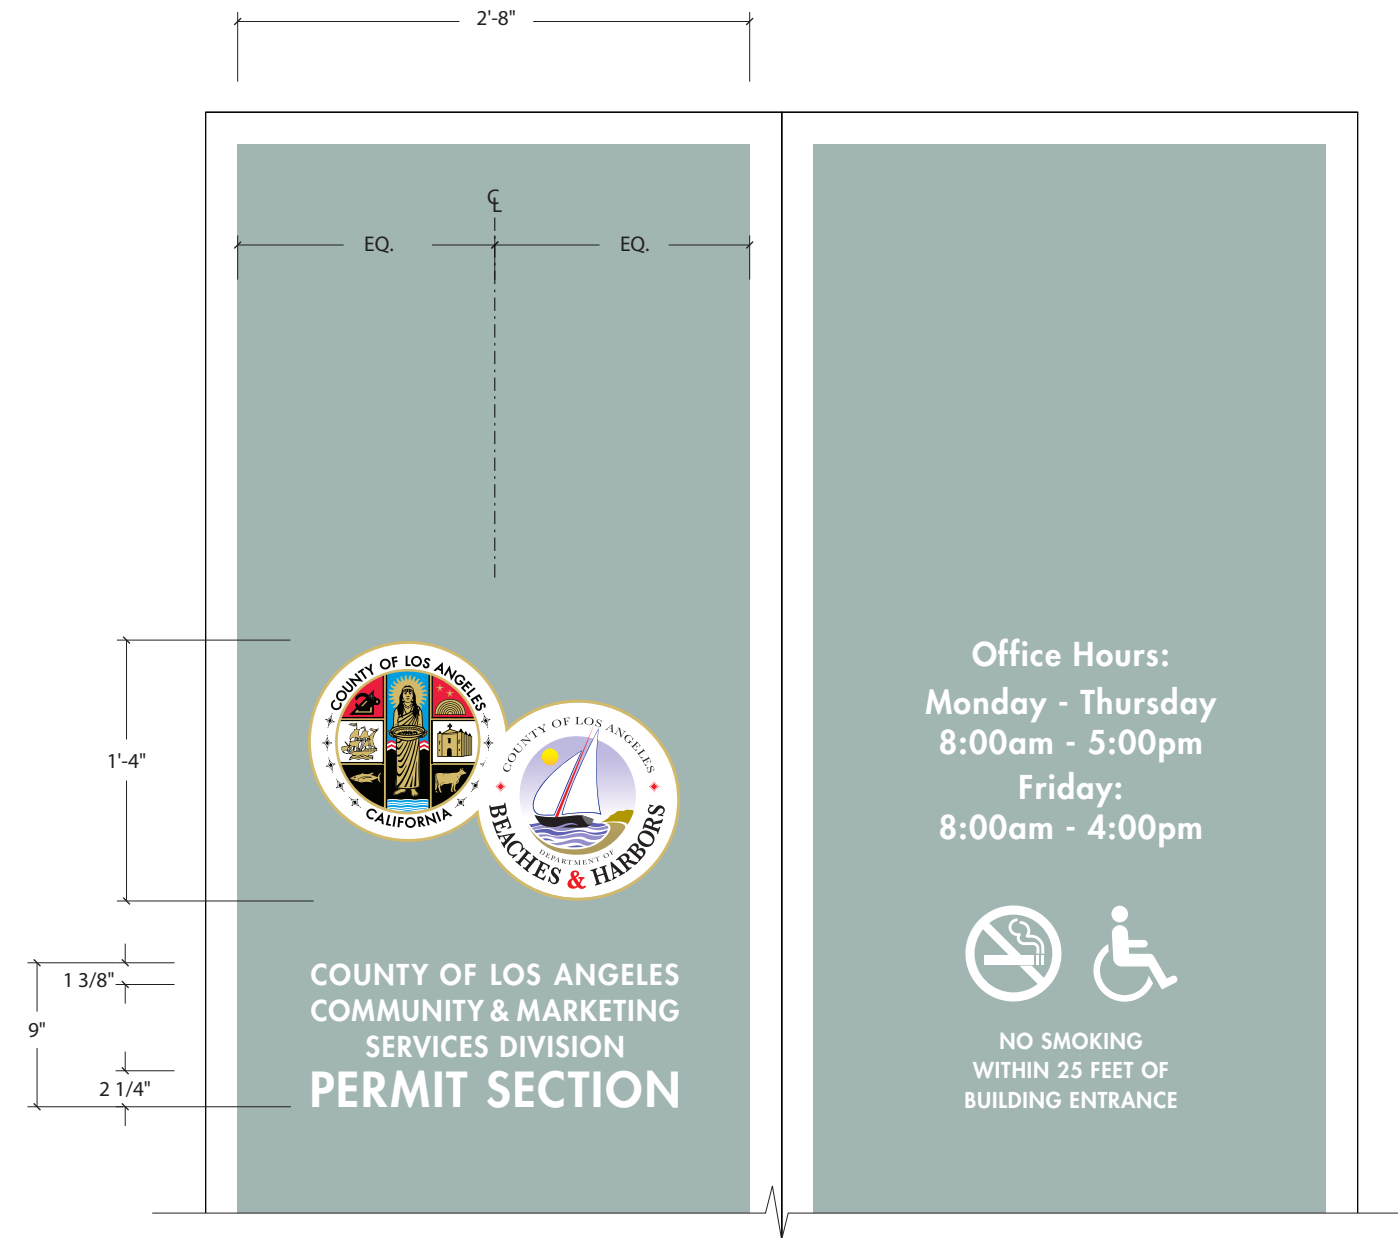 2'-8"
℄
EQ.
EQ.
COUNTY OF LOS ANGELES
CALIFORNIA
COUNTY OF LOS ANGELES
DEPARTMENT OF
BEACHES & HARBORS
1'-4"
1 3/8"
9"
2 1/4"
COUNTY OF LOS ANGELES
COMMUNITY & MARKETING
SERVICES DIVISION
PERMIT SECTION
Office Hours:
Monday - Thursday
8:00am - 5:00pm
Friday:
8:00am - 4:00pm
NO SMOKING
WITHIN 25 FEET OF
BUILDING ENTRANCE